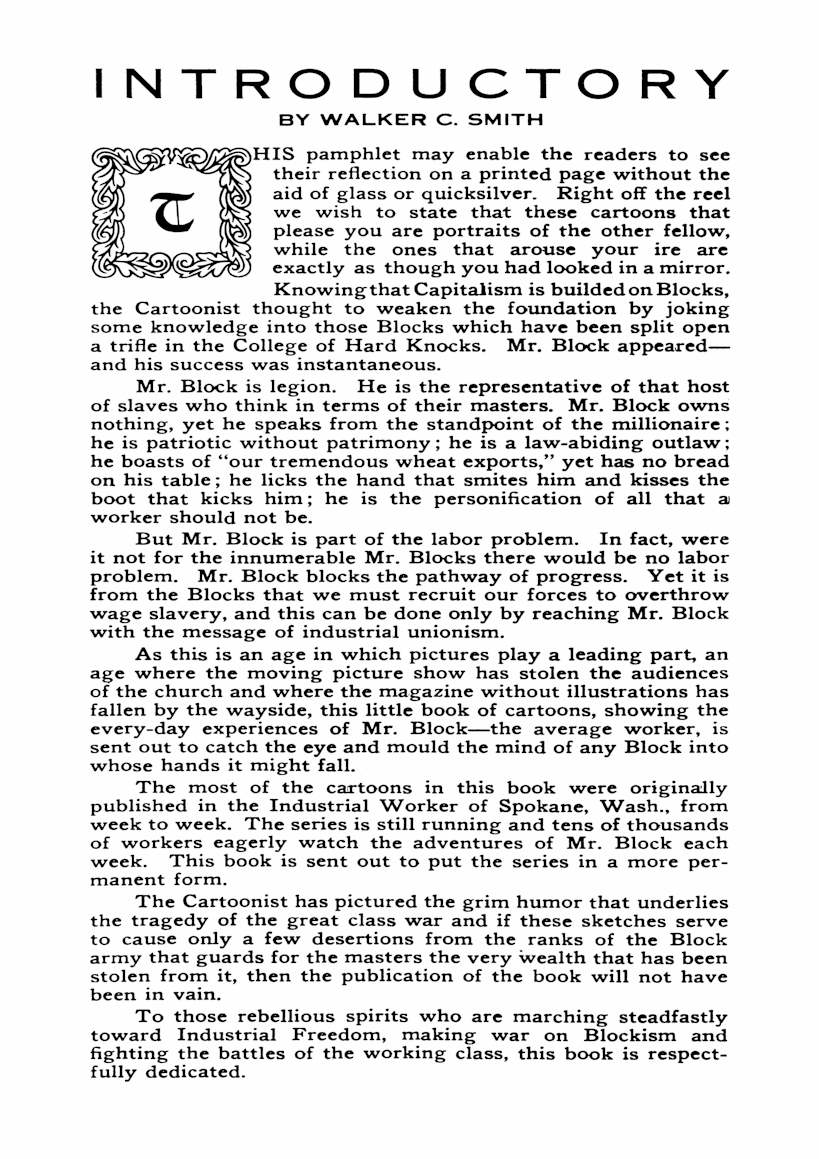 INTRODUCTORY
BY WALKER C. SMITH
THIS pamphlet may enable the readers to see
their reflection on a printed page without the
aid of glass or quicksilver. Right off the reel
we wish to state that these cartoons that
please you are portraits of the other fellow,
while the ones that arouse your ire are
exactly as though you had looked in a mirror.
Knowing that Capitalism is builded on Blocks,
the Cartoonist thought to weaken the foundation by joking
some knowledge into those Blocks which have been split open
a trifle in the College of Hard Knocks. Mr. Block appeared—
and his success was instantaneous.
Mr. Block is legion. He is the representative of that host
of slaves who think in terms of their masters. Mr. Block owns
nothing, yet he speaks from the standpoint of the millionaire;
he is patriotic without patrimony; he is a law-abiding outlaw;
he boasts of "our tremendous wheat exports," yet has no bread
on his table; he licks the hand that smites him and kisses the
boot that kicks him; he is the personification of all that a
worker should not be.
But Mr. Block is part of the labor problem. In fact, were
it not for the innumerable Mr. Blocks there would be no labor
problem. Mr. Block blocks the pathway of progress. Yet it is
from the Blocks that we must recruit our forces to overthrow
wage slavery, and this can be done only by reaching Mr. Block
with the message of industrial unionism.
As this is an age in which pictures play a leading part, an
age where the moving picture show has stolen the audiences
of the church and where the magazine without illustrations has
fallen by the wayside, this little book of cartoons, showing the
every-day experiences of Mr. Block—the average worker, is
sent out to catch the eye and mould the mind of any Block into
whose hands it might fall.
The most of the cartoons in this book were originally
published in the Industrial Worker of Spokane, Wash., from
week to week. The series is still running and tens of thousands
of workers eagerly watch the adventures of Mr. Block each
week. This book is sent out to put the series in a more per-
manent form.
The Cartoonist has pictured the grim humor that underlies
the tragedy of the great class war and if these sketches serve
to cause only a few desertions from the ranks of the Block
army that guards for the masters the very wealth that has been
stolen from it, then the publication of the book will not have
been in vain.
To those rebellious spirits who are marching steadfastly
toward Industrial Freedom, making war on Blockism and
fighting the battles of the working class, this book is respect-
fully dedicated.